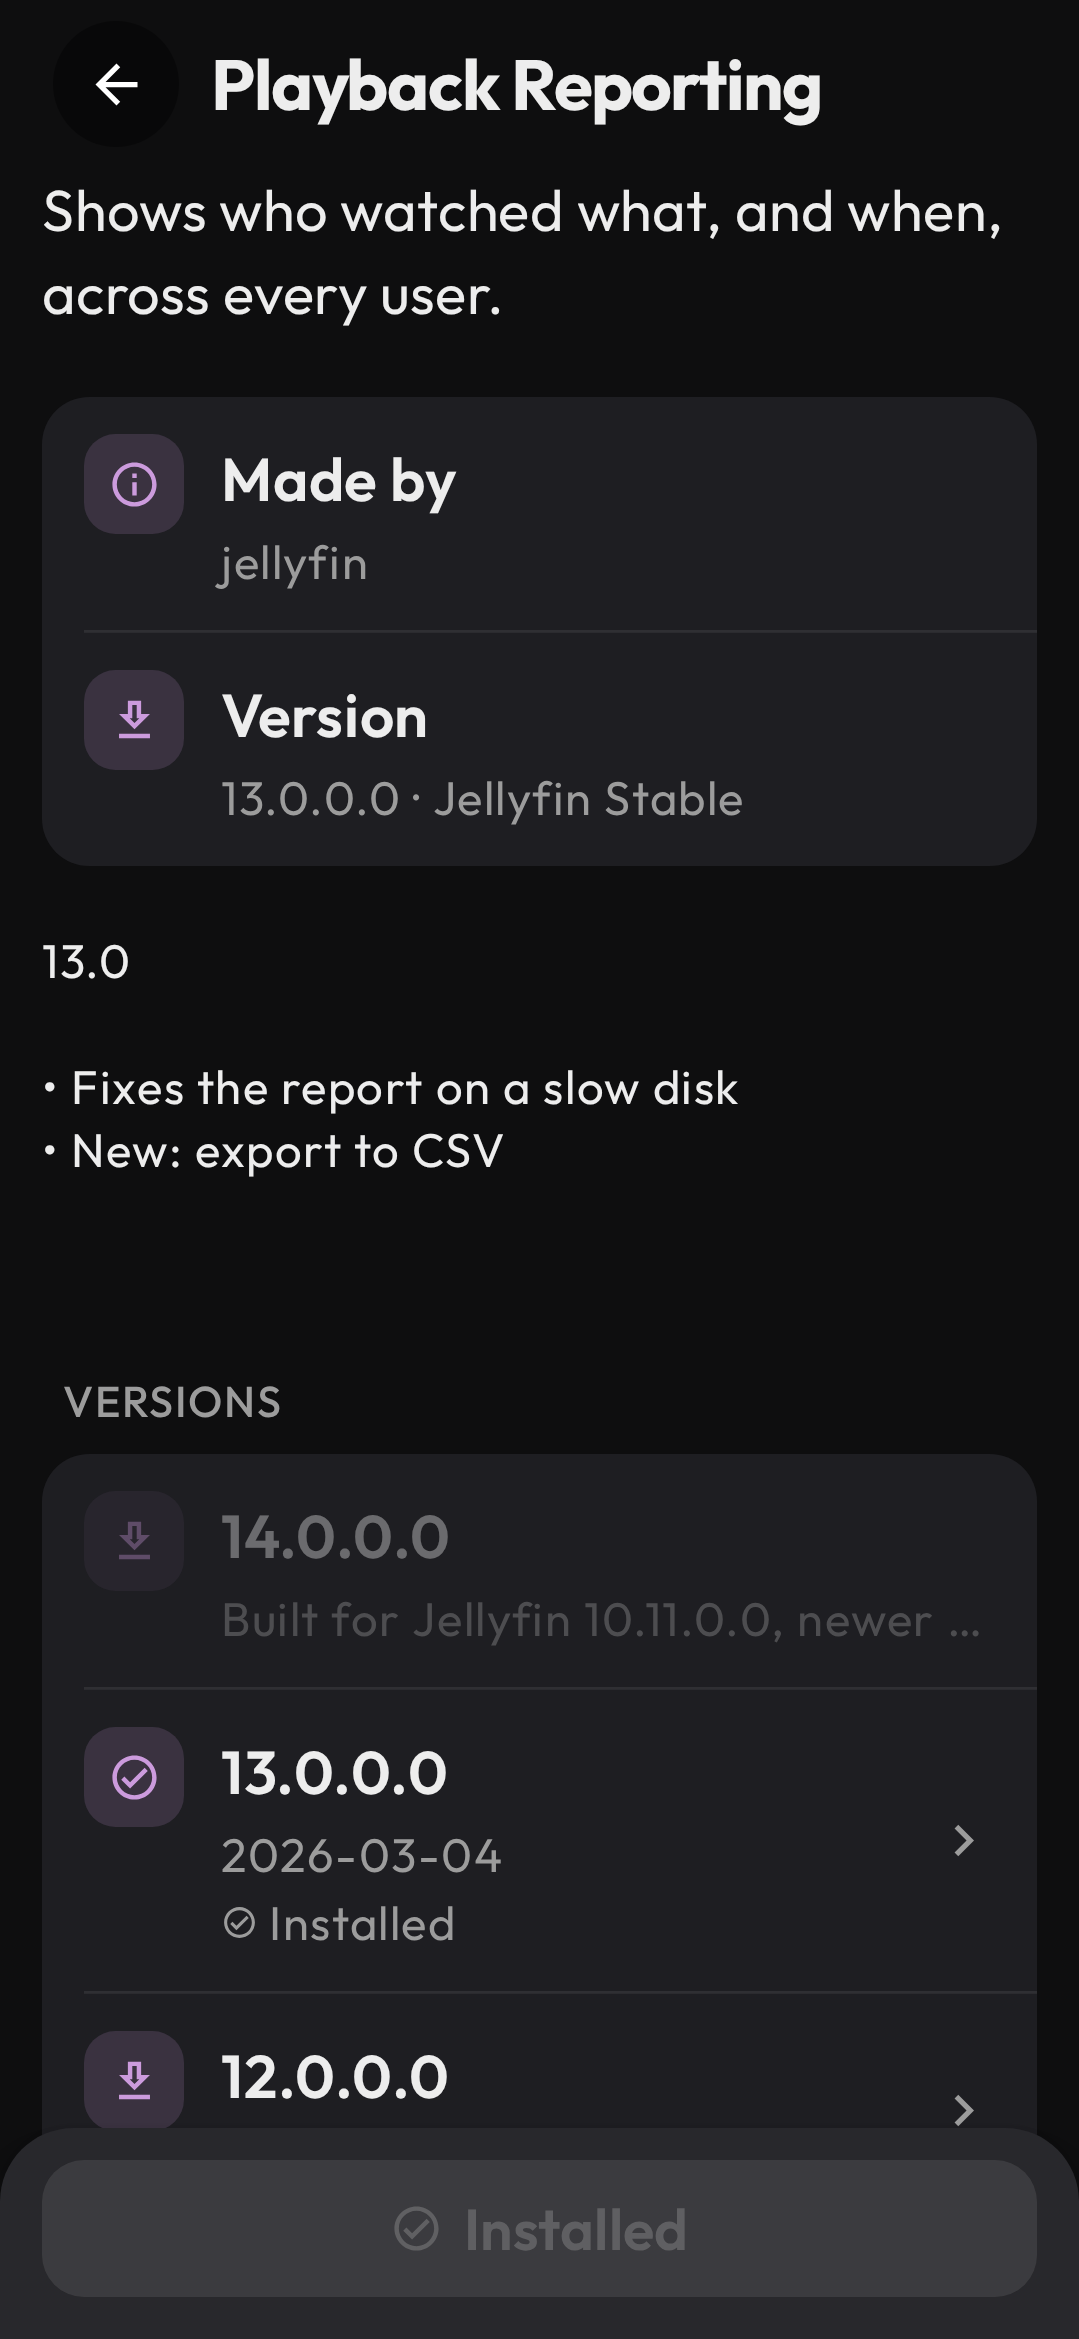 Playback Reporting
Shows who watched what, and when,
across every user.
Made by
jellyfin
Version
13.0.0.0 · Jellyfin Stable
13.0
• Fixes the report on a slow disk
• New: export to CSV
VERSIONS
14.0.0.0
Built for Jellyfin 10.11.0.0, newer ...
13.0.0.0
2026-03-04
Installed
12.0.0.0
Installed